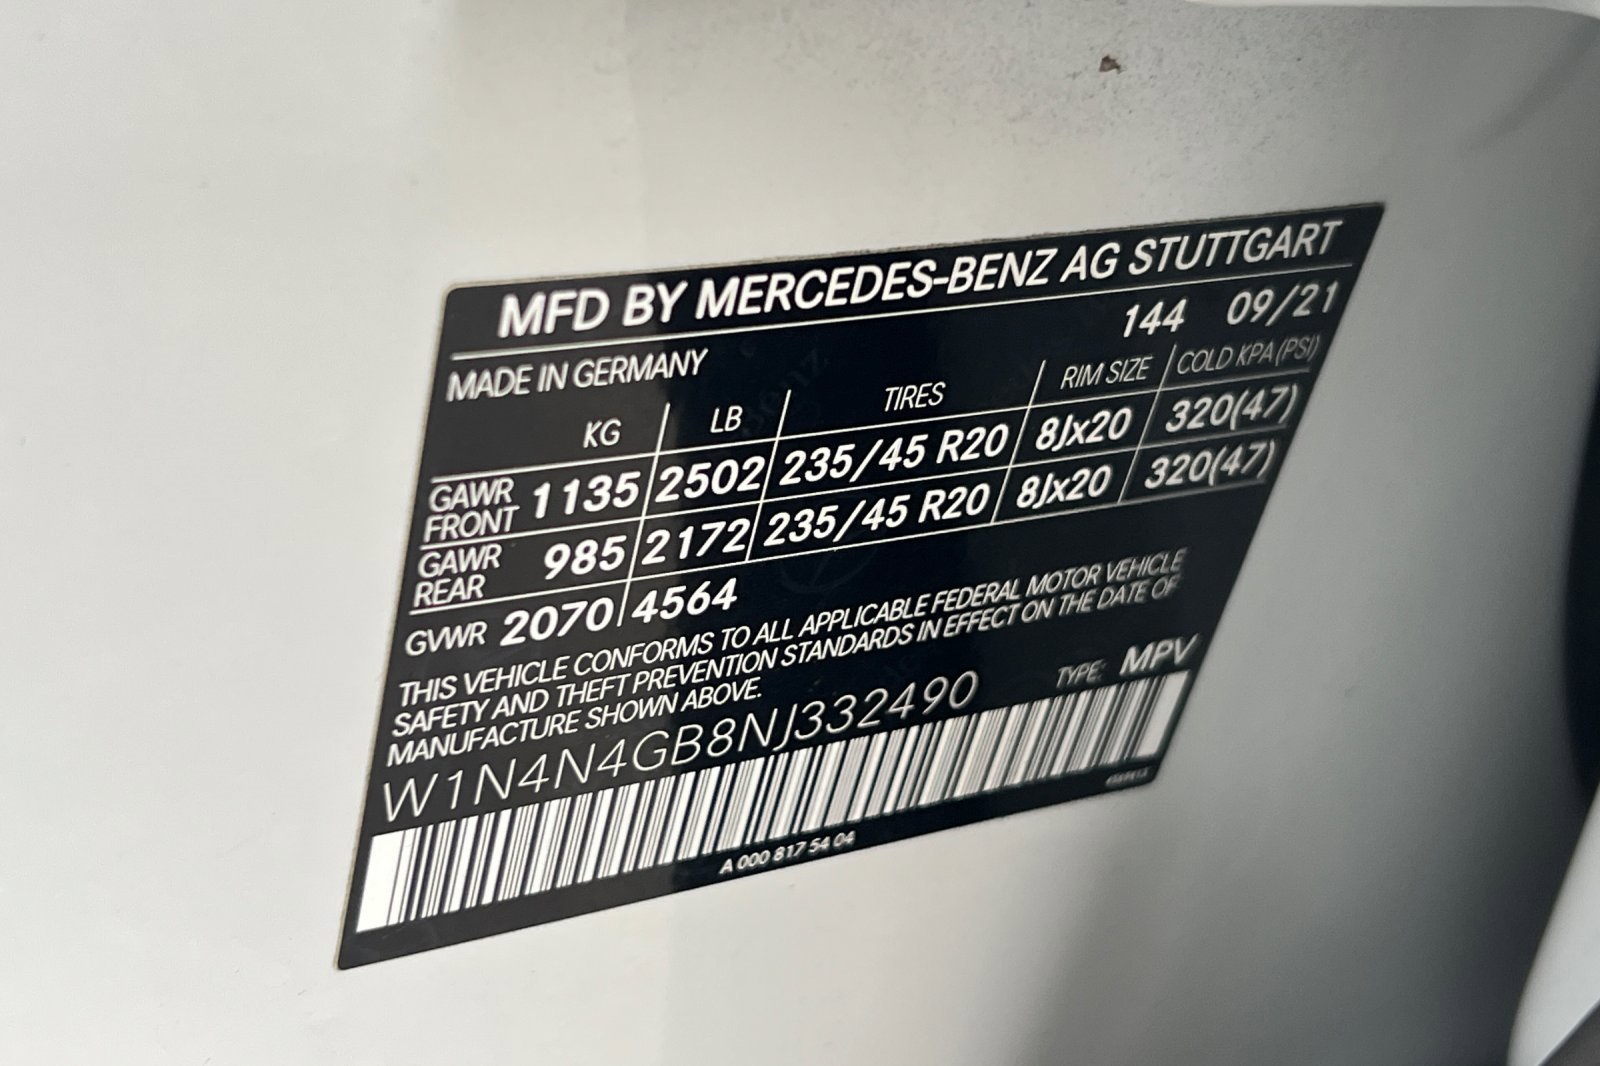 MFD BY MERCEDES-BENZ AG STUTTGART
144 09/21
MADE IN GERMANY
KG LB TIRES RIM SIZE COLD KPA (PSI)
GAWR FRONT 1135 2502 235/45 R20 8Jx20 320(47)
GAWR REAR 985 2172 235/45 R20 8Jx20 320(47)
GVWR 2070 4564
THIS VEHICLE CONFORMS TO ALL APPLICABLE FEDERAL MOTOR VEHICLE
SAFETY AND THEFT PREVENTION STANDARDS IN EFFECT ON THE DATE OF
MANUFACTURE SHOWN ABOVE.
W1N4N4GB8NJ332490 TYPE: MPV
A 000 817 54 04